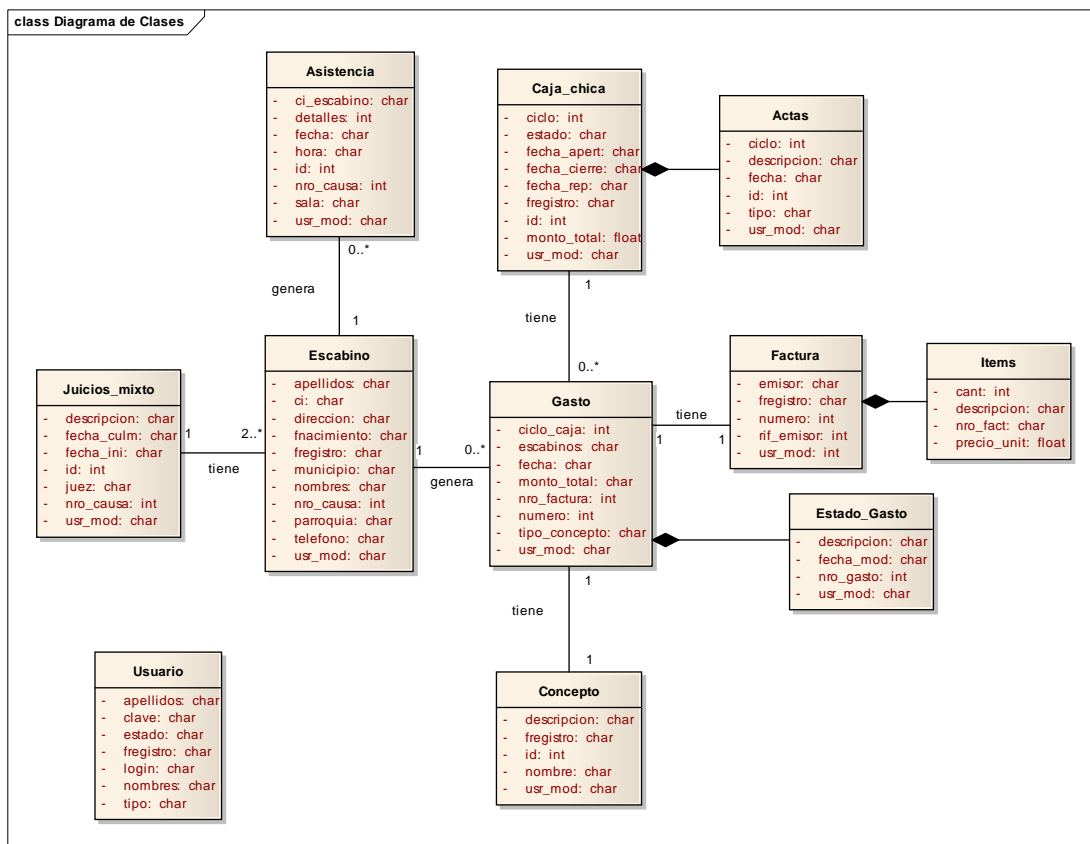 class Diagrama de Clases
Asistencia
- ci_escabino: char
- detalles: int
- fecha: char
- hora: char
- id: int
- nro_causa: int
- sala: char
- usr_mod: char
Caja_chica
- ciclo: int
- estado: char
- fecha_apert: char
- fecha_cierre: char
- fecha_rep: char
- fregistro: char
- id: int
- monto_total: float
- usr_mod: char
Actas
- ciclo: int
- descripcion: char
- fecha: char
- id: int
- tipo: char
- usr_mod: char
0..*
genera
1
1
tiene
0..*
Juicios_mixto
- descripcion: char
- fecha_culm: char
- fecha_ini: char
- id: int
- juez: char
- nro_causa: int
- usr_mod: char
1
tiene
2..*
Escabino
- apellidos: char
- ci: char
- direccion: char
- fnacimiento: char
- fregistro: char
- municipio: char
- nombres: char
- nro_causa: int
- parroquia: char
- telefono: char
- usr_mod: char
1
genera
0..*
Gasto
- ciclo_caja: int
- escabinos: char
- fecha: char
- monto_total: char
- nro_factura: int
- numero: int
- tipo_concepto: char
- usr_mod: char
tiene
1
1
Factura
- emisor: char
- fregistro: char
- numero: int
- rif_emisor: int
- usr_mod: int
Items
- cant: int
- descripcion: char
- nro_fact: char
- precio_unit: float
Estado_Gasto
- descripcion: char
- fecha_mod: char
- nro_gasto: int
- usr_mod: char
1
tiene
1
Usuario
- apellidos: char
- clave: char
- estado: char
- fregistro: char
- login: char
- nombres: char
- tipo: char
Concepto
- descripcion: char
- fregistro: char
- id: int
- nombre: char
- usr_mod: char